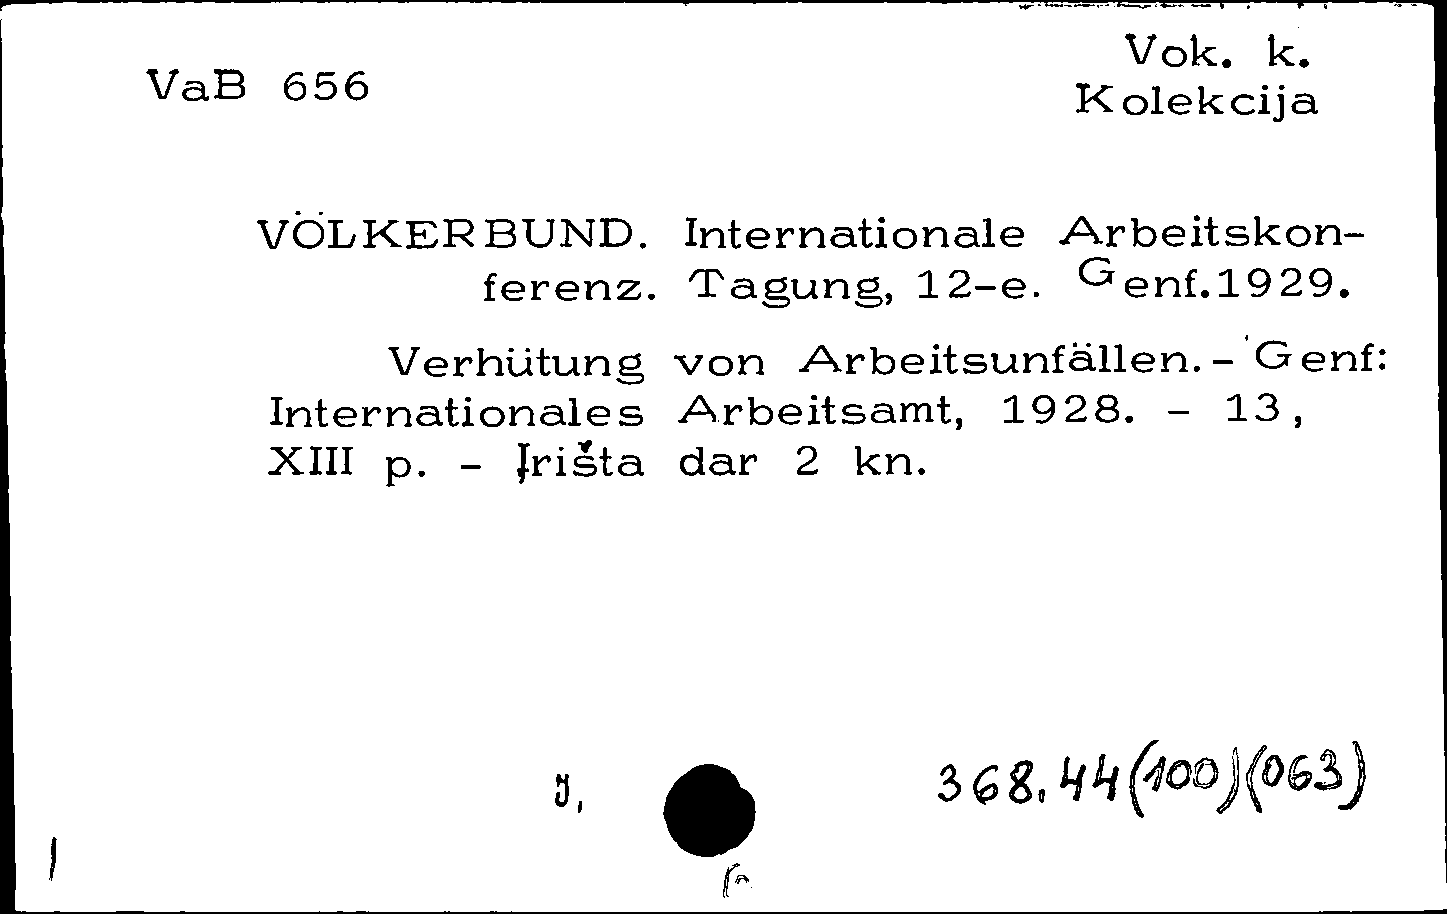 VaB 656
Vok. k.
Kolekcija
VÖLKERBUND. Internationale Arbeitskon-
ferenz. Tagung, 12-e. Genf.1929.
Verhütung von Arbeitsunfällen.- Genf:
Internationales Arbeitsamt, 1928. - 13,
XIII p. - Įrišta dar 2 kn.
368.44(100)(063)